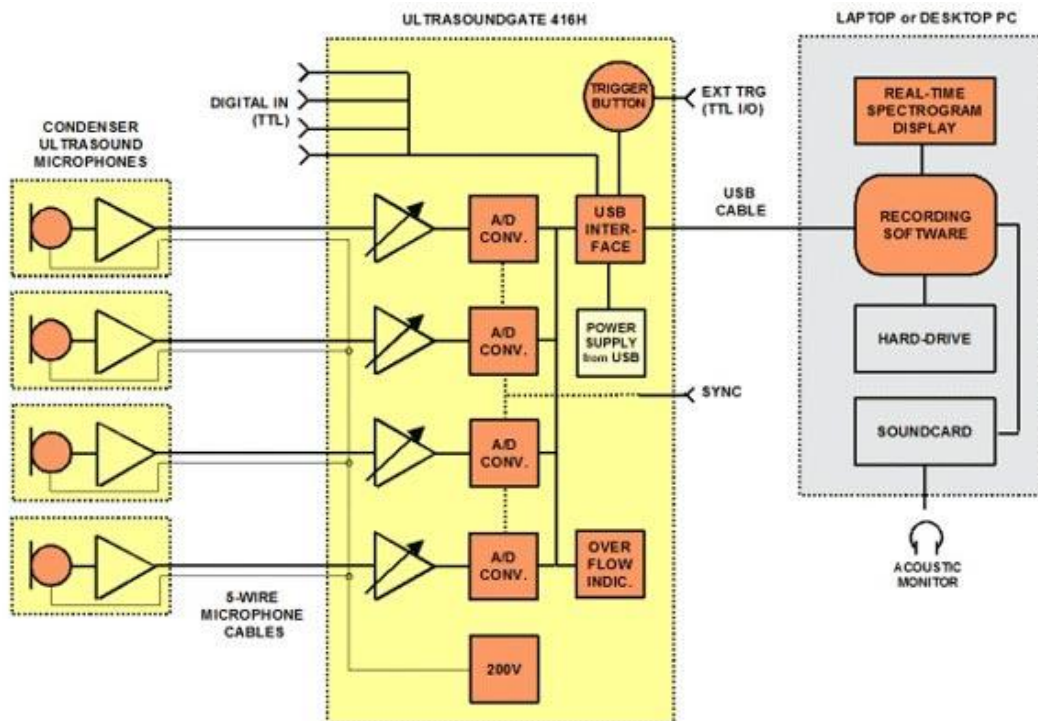 ULTRASOUNDGATE 416H
LAPTOP or DESKTOP PC
DIGITAL IN
(TTL)
TRIGGER
BUTTON
EXT TRG
(TTL I/O)
REAL-TIME
SPECTROGRAM
DISPLAY
CONDENSER
ULTRASOUND
MICROPHONES
A/D
CONV.
USB
INTER-
FACE
USB
CABLE
RECORDING
SOFTWARE
A/D
CONV.
POWER
SUPPLY
from USB
HARD-DRIVE
SYNC
A/D
CONV.
SOUNDCARD
A/D
CONV.
OVER
FLOW
INDIC.
ACOUSTIC
MONITOR
5-WIRE
MICROPHONE
CABLES
200V